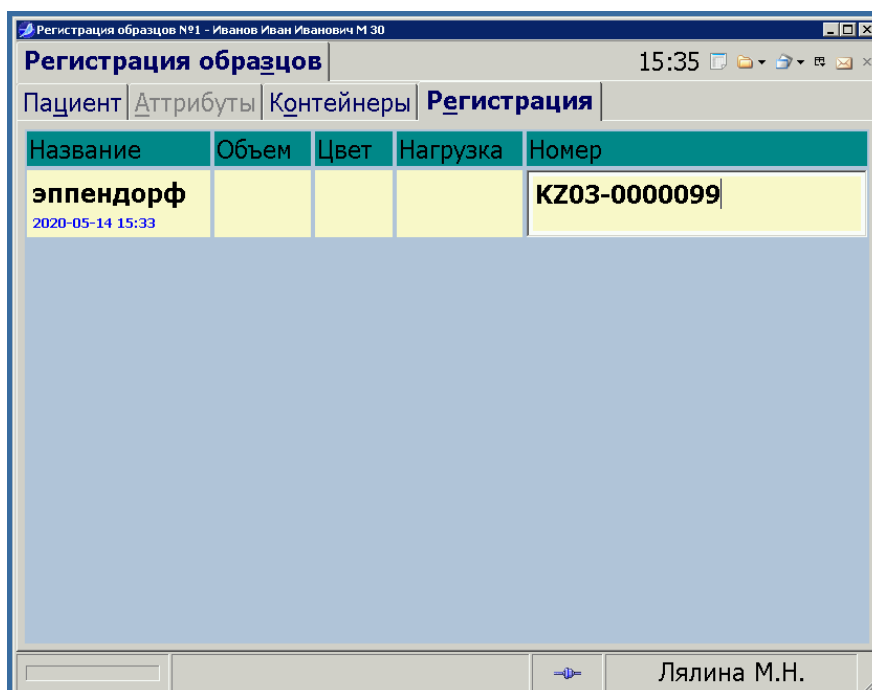 Регистрация образцов №1 - Иванов Иван Иванович М 30
Регистрация образцов 15:35
Пациент Аттрибуты Контейнеры Регистрация
Название Объем Цвет Нагрузка Номер
эппендорф KZ03-0000099
2020-05-14 15:33
Лялина М.Н.